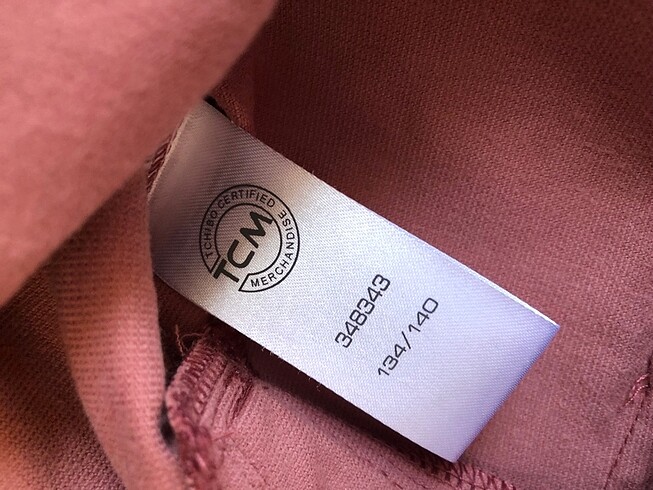 TCHIBO CERTIFIED
TCM
MERCHANDISE
348343
134/140